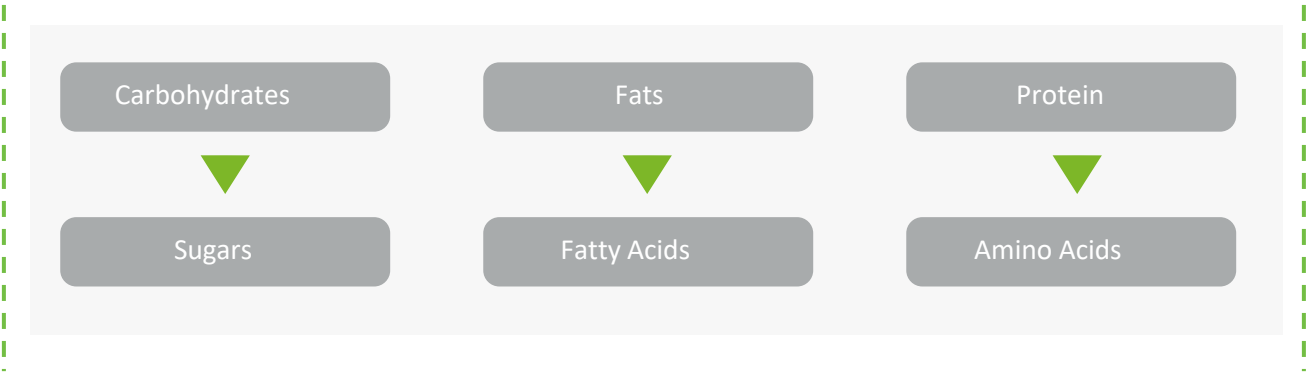 Carbohydrates
Fats
Protein
Sugars
Fatty Acids
Amino Acids